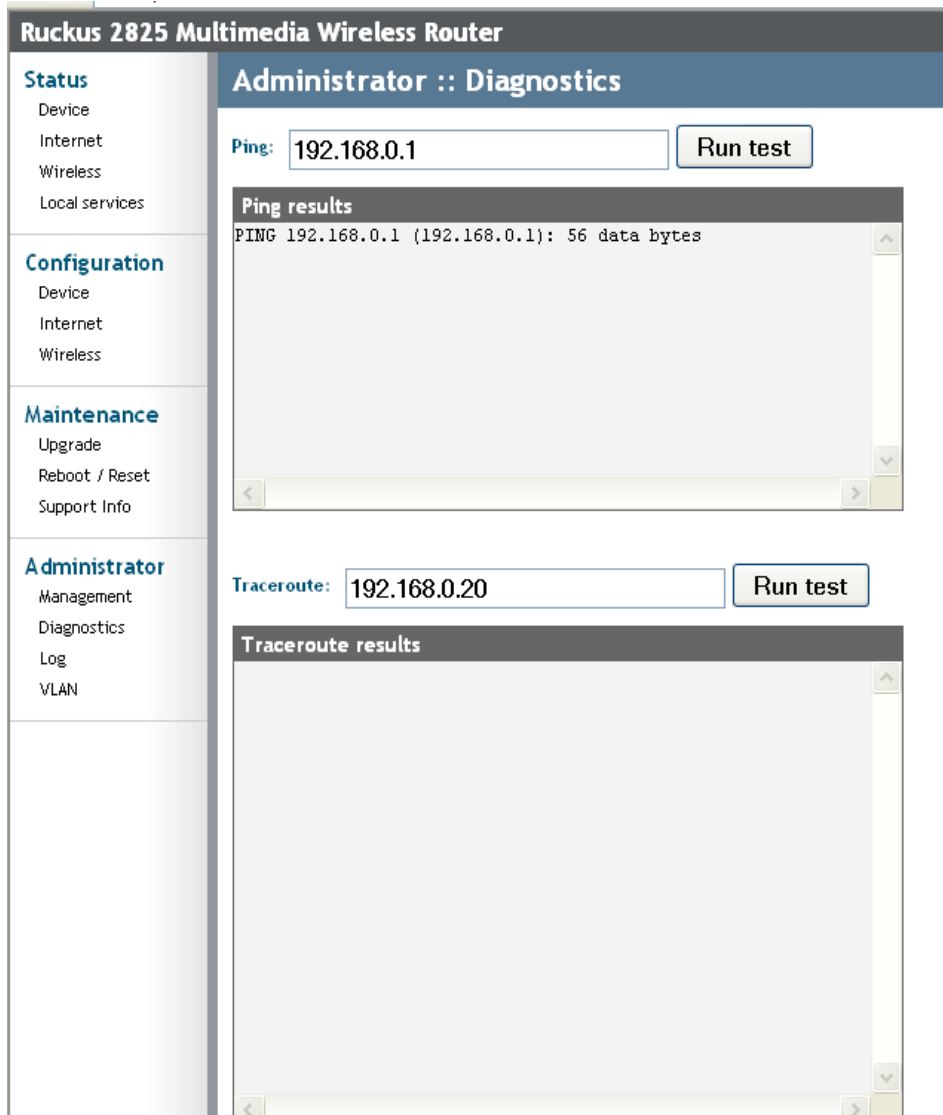 Ruckus 2825 Multimedia Wireless Router
Status
Device
Internet
Wireless
Local services
Configuration
Device
Internet
Wireless
Maintenance
Upgrade
Reboot / Reset
Support Info
Administrator
Management
Diagnostics
Log
VLAN
Administrator :: Diagnostics
Ping: 192.168.0.1 Run test
Ping results
PING 192.168.0.1 (192.168.0.1): 56 data bytes
Traceroute: 192.168.0.20 Run test
Traceroute results